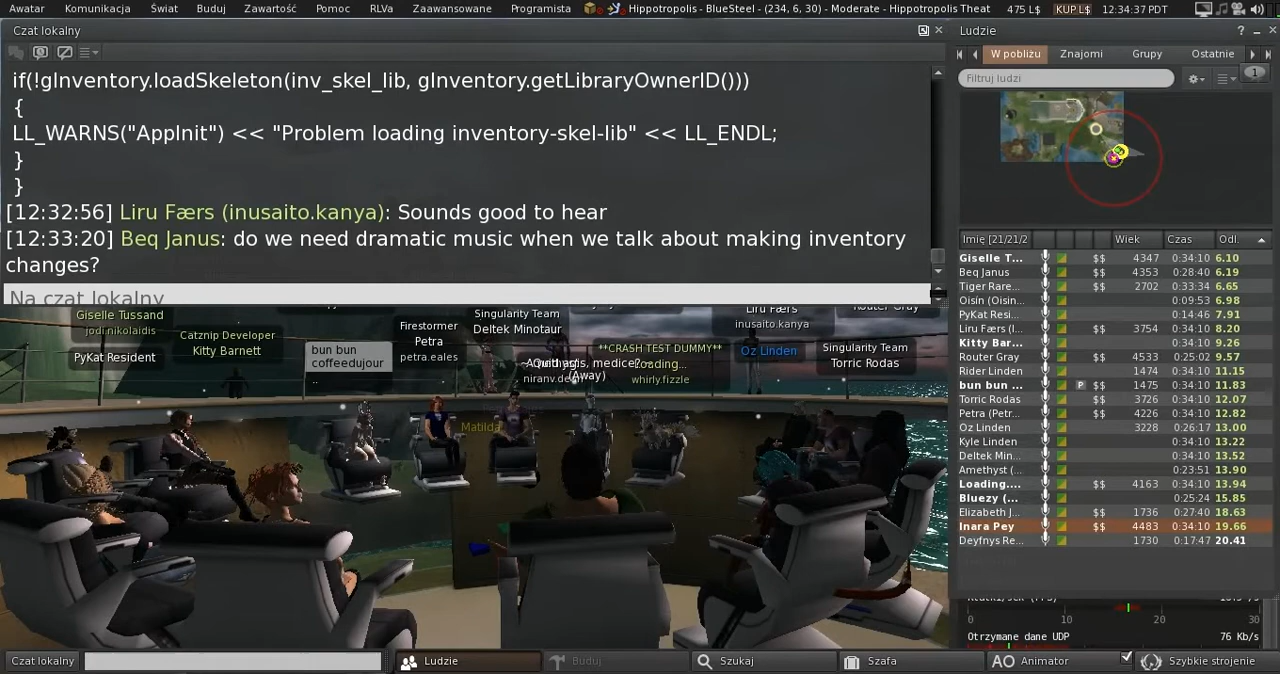 Awatar Komunikacja Świat Buduj Zawartość Pomoc RLVa Zaawansowane Programista Hippotropolis - BlueSteel - (234, 6, 30) - Moderate - Hippotropolis Theat 475 L$ KUP L$ 12:34:37 PDT
Czat lokalny
if(!gInventory.loadSkeleton(inv_skel_lib, gInventory.getLibraryOwnerID()))
{
LL_WARNS("AppInit") << "Problem loading inventory-skel-lib" << LL_ENDL;
}
}
[12:32:56] Liru Færs (inusaito.kanya): Sounds good to hear
[12:33:20] Beq Janus: do we need dramatic music when we talk about making inventory
changes?
Na czat lokalny
Giselle Tussand
jodi.nikolaidis
PyKat Resident
Catznip Developer
Kitty Barnett
bun bun
coffeedujour
..
Firestormer
Petra
petra.eales
Singularity Team
Deltek Minotaur
(Away)
**CRASH TEST DUMMY**
Loading...
whirly.fizzle
Liru Færs
inusaito.kanya
Oz Linden
Router Gray
Singularity Team
Torric Rodas
Matilda
Ludzie
? 
W pobliżu Znajomi Grupy Ostatnie 1
Filtruj ludzi
Imię [21/21/2 Wiek Czas Odl.
Giselle T... $$ 4347 0:34:10 6.10
Beq Janus $$ 4353 0:28:40 6.19
Tiger Rare... $$ 2702 0:33:34 6.65
Oisín (Oisin... 0:09:53 6.98
PyKat Resi... 0:14:46 7.91
Liru Færs (I... $$ 3754 0:34:10 8.20
Kitty Bar... 0:34:10 9.26
Router Gray $$ 4533 0:25:02 9.57
Rider Linden 1474 0:34:10 11.15
bun bun ... P $$ 1475 0:34:10 11.83
Torric Rodas $$ 3726 0:34:10 12.07
Petra (Petr... $$ 4226 0:34:10 12.82
Oz Linden 3228 0:26:17 13.00
Kyle Linden 0:34:10 13.22
Deltek Min... 0:34:10 13.52
Amethyst (... 0:23:51 13.90
Loading.... $$ 4163 0:34:10 13.94
Bluezy (... 0:25:24 15.85
Elizabeth J... $$ 1736 0:27:40 18.63
Inara Pey $$ 4483 0:34:10 19.66
Deyfnys Re... 1730 0:17:47 20.41
0 10 20 30
Otrzymane dane UDP 76 Kb/s
Czat lokalny Ludzie Buduj Szukaj Szafa AO Animator Szybkie strojenie